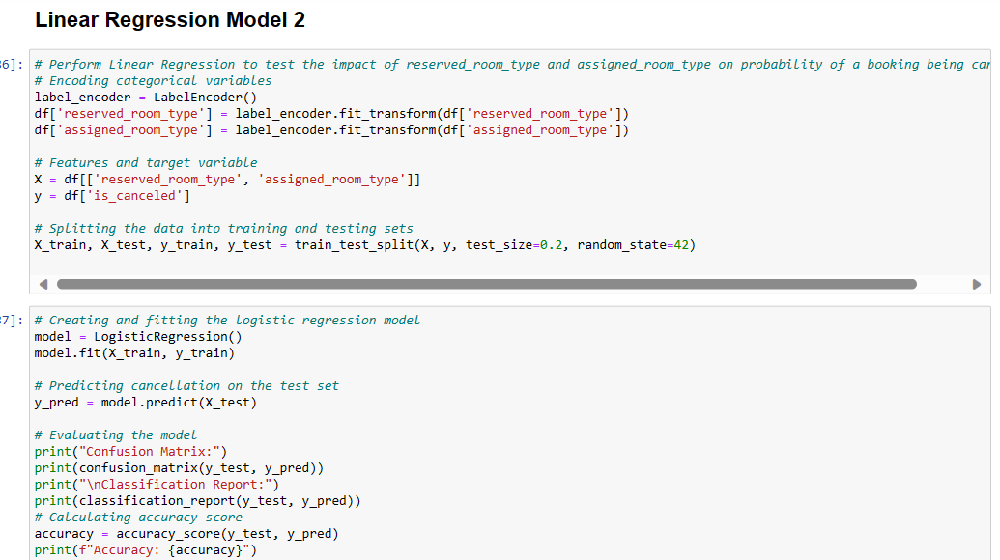 Linear Regression Model 2
36]:
# Perform Linear Regression to test the impact of reserved_room_type and assigned_room_type on probability of a booking being
# Encoding categorical variables
label_encoder = LabelEncoder()
df['reserved_room_type'] = label_encoder.fit_transform(df['reserved_room_type'])
df['assigned_room_type'] = label_encoder.fit_transform(df['assigned_room_type'])
# Features and target variable
X = df[['reserved_room_type', 'assigned_room_type']]
y = df['is_canceled']
# Splitting the data into training and testing sets
X_train, X_test, y_train, y_test = train_test_split(X, y, test_size=0.2, random_state=42)
37]:
# Creating and fitting the logistic regression model
model = LogisticRegression()
model.fit(X_train, y_train)
# Predicting cancellation on the test set
y_pred = model.predict(X_test)
# Evaluating the model
print("Confusion Matrix:")
print(confusion_matrix(y_test, y_pred))
print("\nClassification Report:")
print(classification_report(y_test, y_pred))
# Calculating accuracy score
accuracy = accuracy_score(y_test, y_pred)
print(f"Accuracy: {accuracy}")